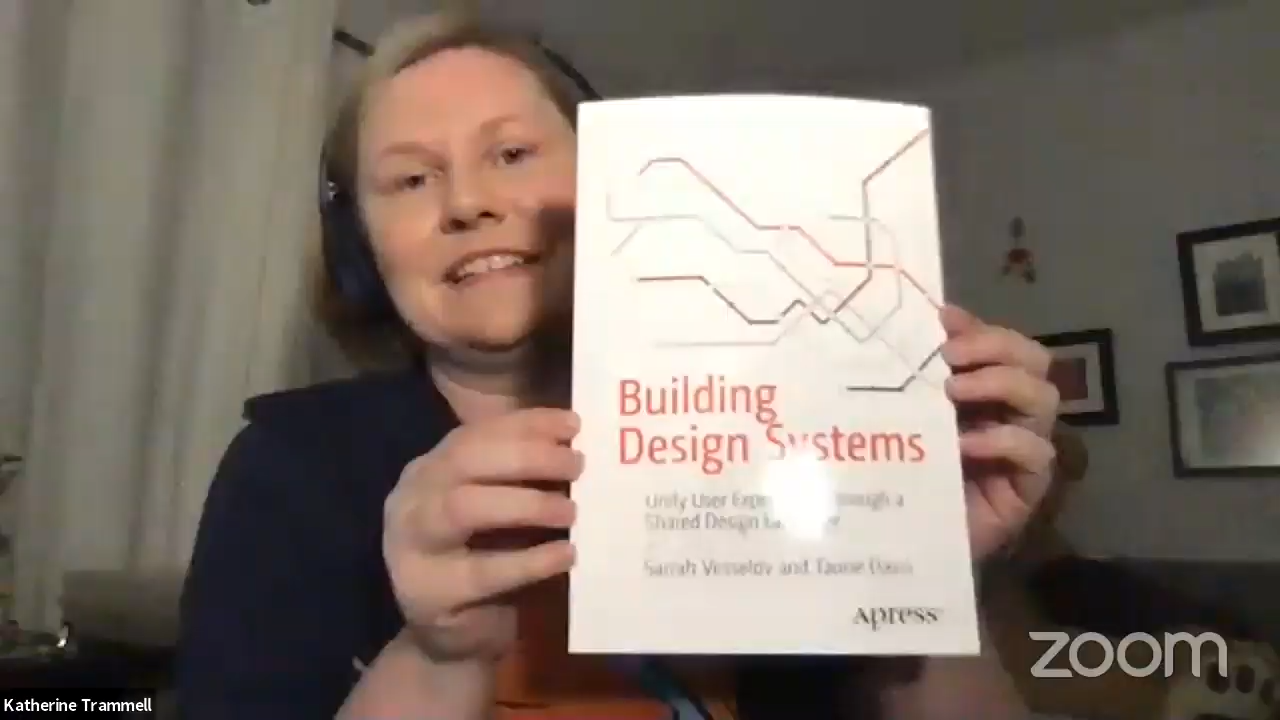 Building
Design Systems
Unify User through a
Shared Design
Sarrah Vesselov and Taurie Davis
Apress
zoom
Katherine Trammell